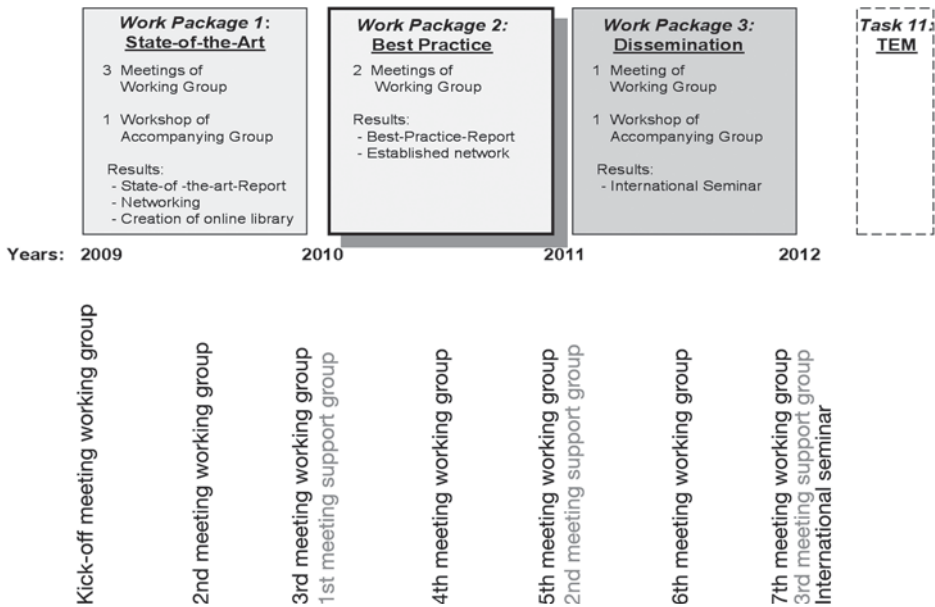 Work Package 1:
State-of-the-Art
3 Meetings of
Working Group
1 Workshop of
Accompanying Group
Results:
- State-of -the-art-Report
- Networking
- Creation of online library
Work Package 2:
Best Practice
2 Meetings of
Working Group
Results:
- Best-Practice-Report
- Established network
Work Package 3:
Dissemination
1 Meeting of
Working Group
1 Workshop of
Accompanying Group
Results:
- International Seminar
Task 11:
TEM
Years: 2009 2010 2011 2012
Kick-off meeting working group
2nd meeting working group
3rd meeting working group
1st meeting support group
4th meeting working group
5th meeting working group
2nd meeting support group
6th meeting working group
7th meeting working group
3rd meeting support group
International seminar